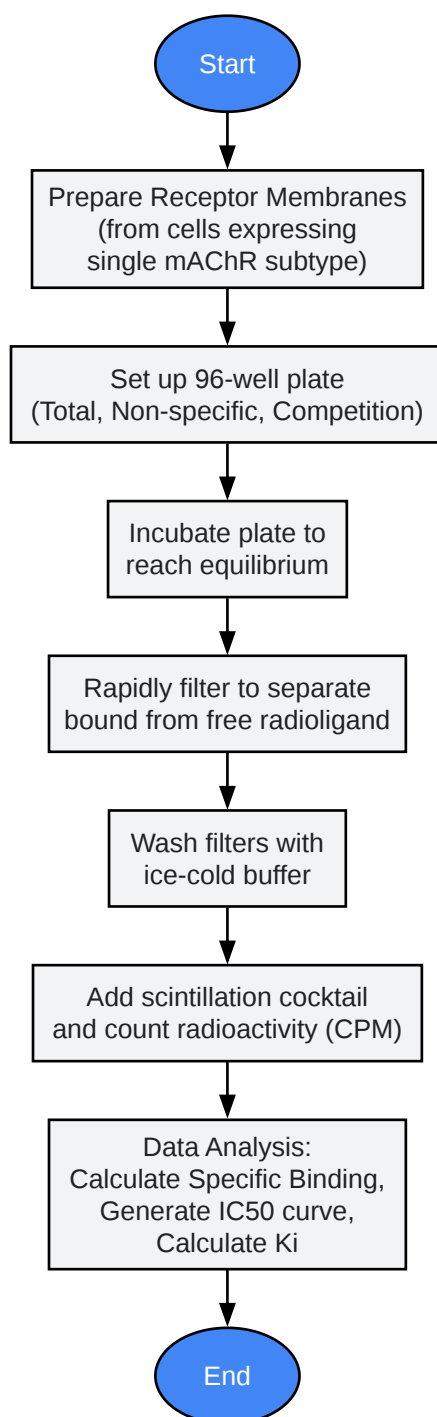 Start
Prepare Receptor Membranes
(from cells expressing
single mAChR subtype)
Set up 96-well plate
(Total, Non-specific, Competition)
Incubate plate to
reach equilibrium
Rapidly filter to separate
bound from free radioligand
Wash filters with
ice-cold buffer
Add scintillation cocktail
and count radioactivity (CPM)
Data Analysis:
Calculate Specific Binding,
Generate IC50 curve,
Calculate Ki
End